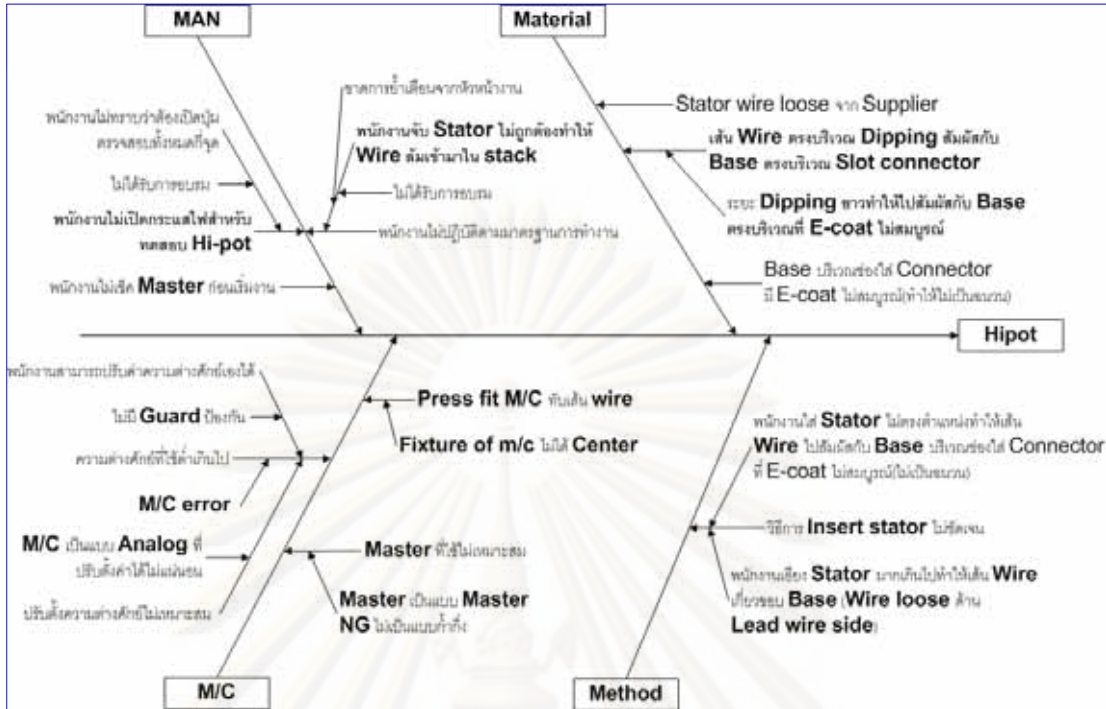 MAN
Material
ขาดการย้ำเตือนจากหัวหน้างาน
พนักงานไม่ทราบว่าต้องเปิดปุ่ม
ตรวจสอบทั้งหมดกี่จุด
พนักงานจับ Stator ไม่ถูกต้องทำให้
Wire ล้มเข้ามาใน stack
ไม่ได้รับการอบรม
ไม่ได้รับการอบรม
พนักงานไม่เปิดกระแสไฟสำหรับ
ทดสอบ Hi-pot
พนักงานไม่ปฏิบัติตามมาตรฐานการทำงาน
พนักงานไม่เช็ค Master ก่อนเริ่มงาน
Stator wire loose จาก Supplier
เส้น Wire ตรงบริเวณ Dipping สัมผัสกับ
Base ตรงบริเวณ Slot connector
ระยะ Dipping ยาวทำให้ไปสัมผัสกับ Base
ตรงบริเวณที่ E-coat ไม่สมบูรณ์
Base บริเวณช่องใส่ Connector
มี E-coat ไม่สมบูรณ์(ทำให้ไม่เป็นฉนวน)
Hipot
พนักงานสามารถปรับค่าความต่างศักย์เองได้
ไม่มี Guard ป้องกัน
ความต่างศักย์ที่ใช้ต่ำเกินไป
M/C error
M/C เป็นแบบ Analog ที่
ปรับตั้งค่าได้ไม่แน่นอน
ปรับตั้งความต่างศักย์ไม่เหมาะสม
Press fit M/C ทับเส้น wire
Fixture of m/c ไม่ได้ Center
Master ที่ใช้ไม่เหมาะสม
Master เป็นแบบ Master
NG ไม่เป็นแบบก้ำกึ่ง
พนักงานใส่ Stator ไม่ตรงตำแหน่งทำให้เส้น
Wire ไปสัมผัสกับ Base บริเวณช่องใส่ Connector
ที่ E-coat ไม่สมบูรณ์(ไม่เป็นฉนวน)
วิธีการ Insert stator ไม่ชัดเจน
พนักงานเอียง Stator มากเกินไปทำให้เส้น Wire
เกี่ยวขอบ Base (Wire loose ด้าน
Lead wire side)
M/C
Method